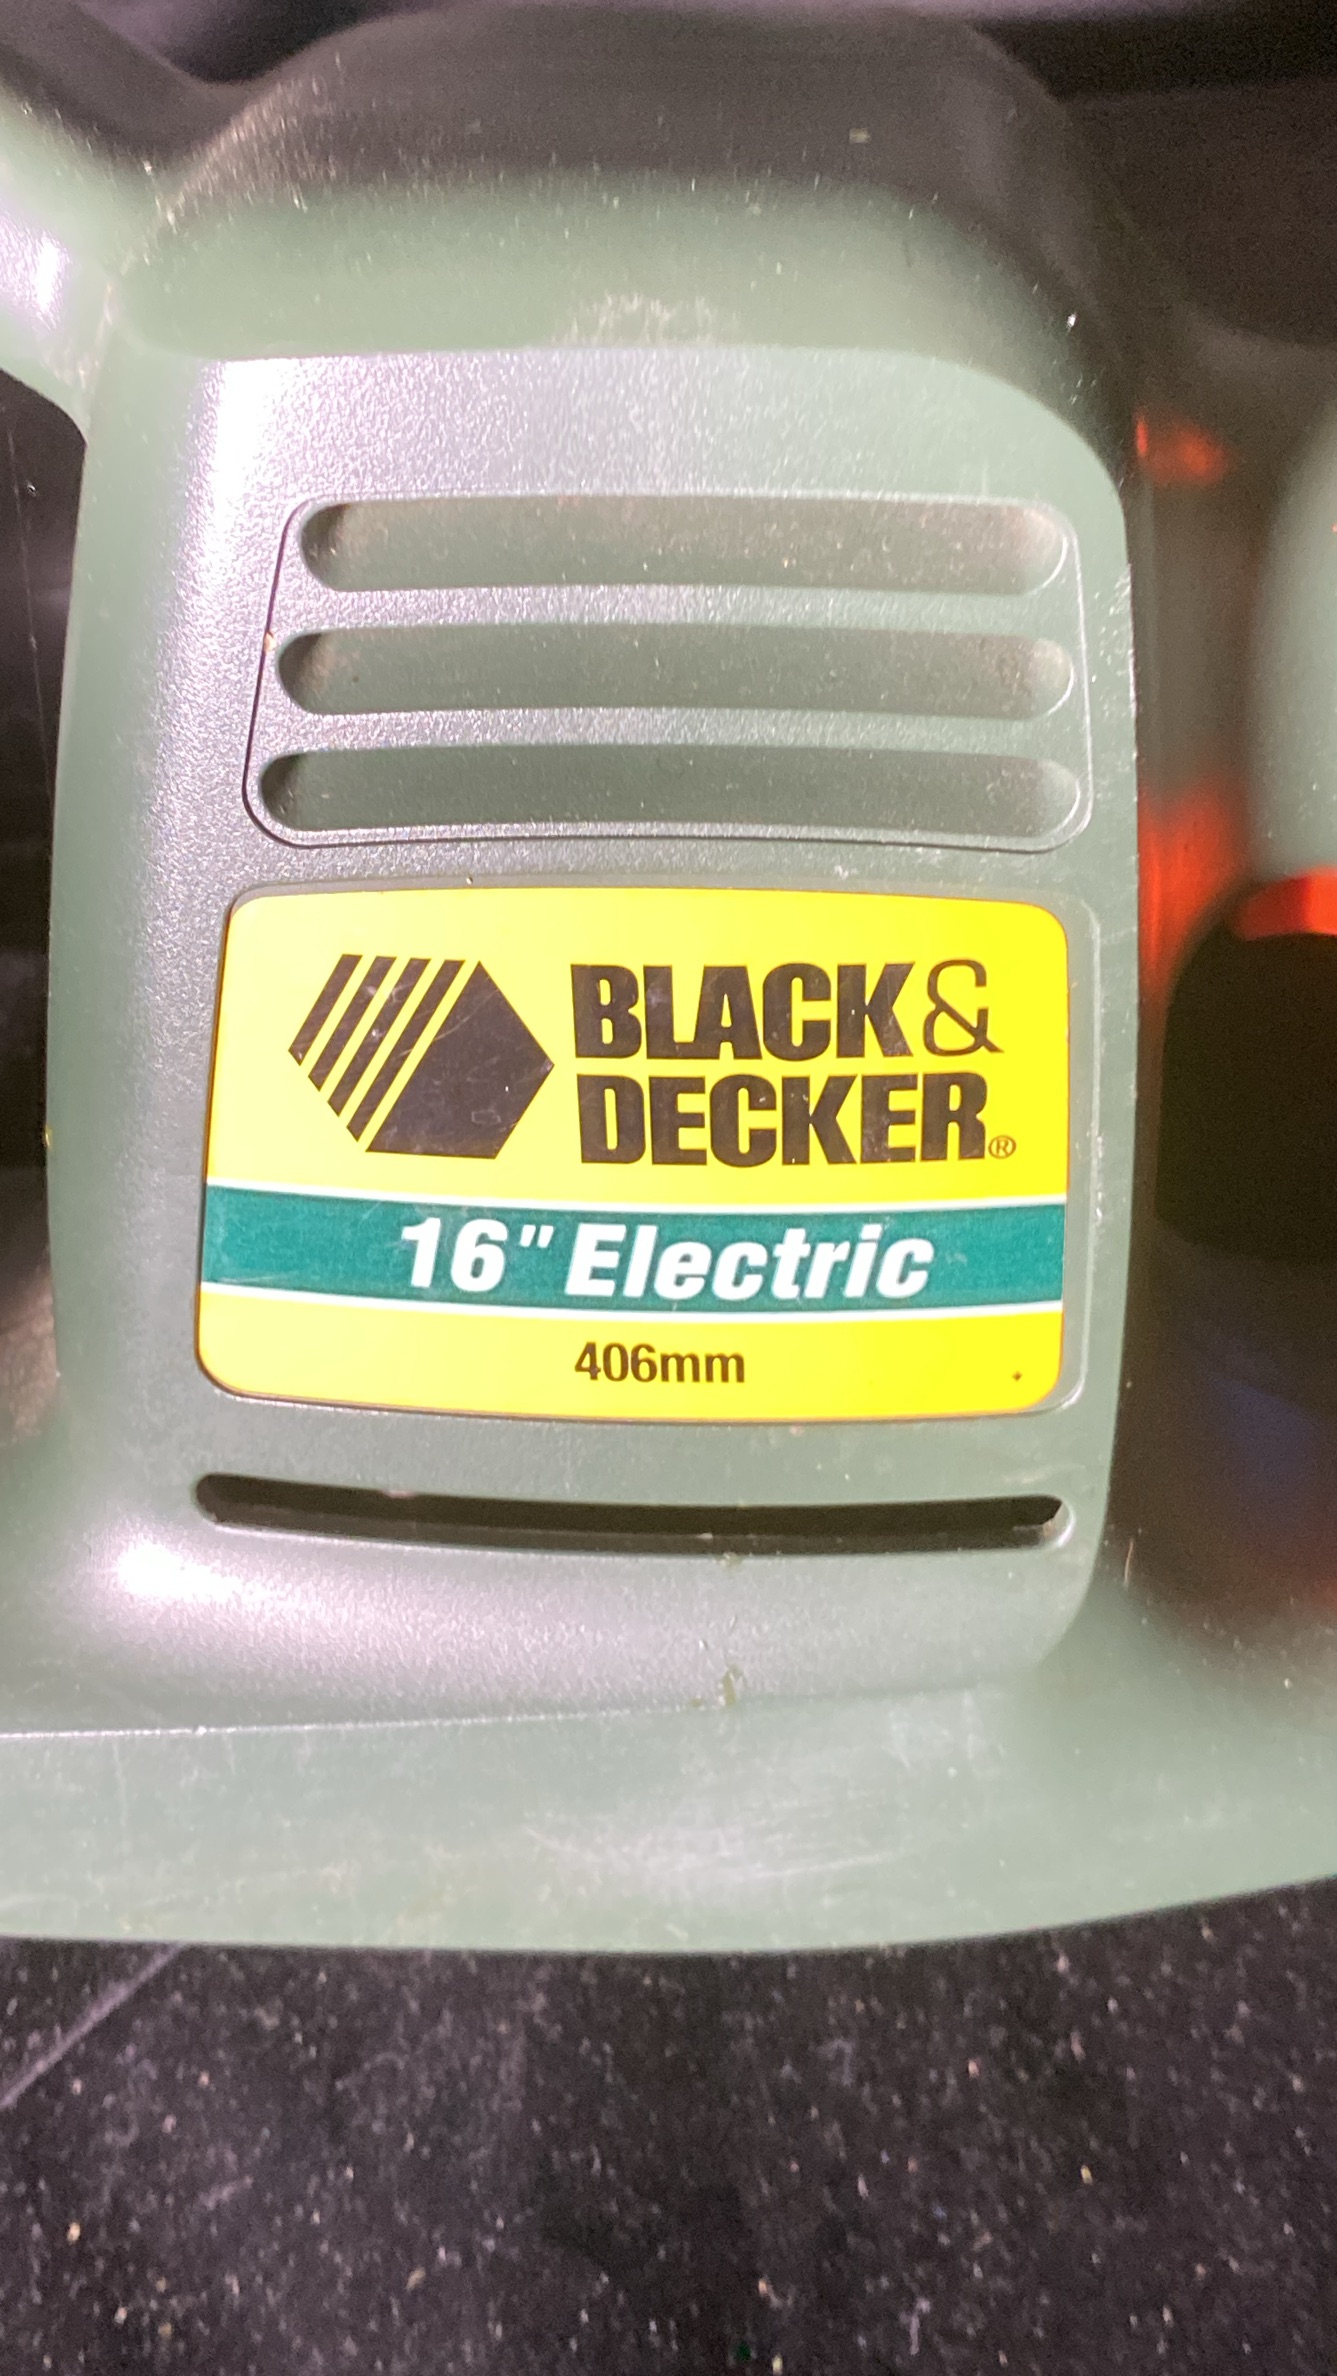 BLACK&
DECKER®
16" Electric
406mm